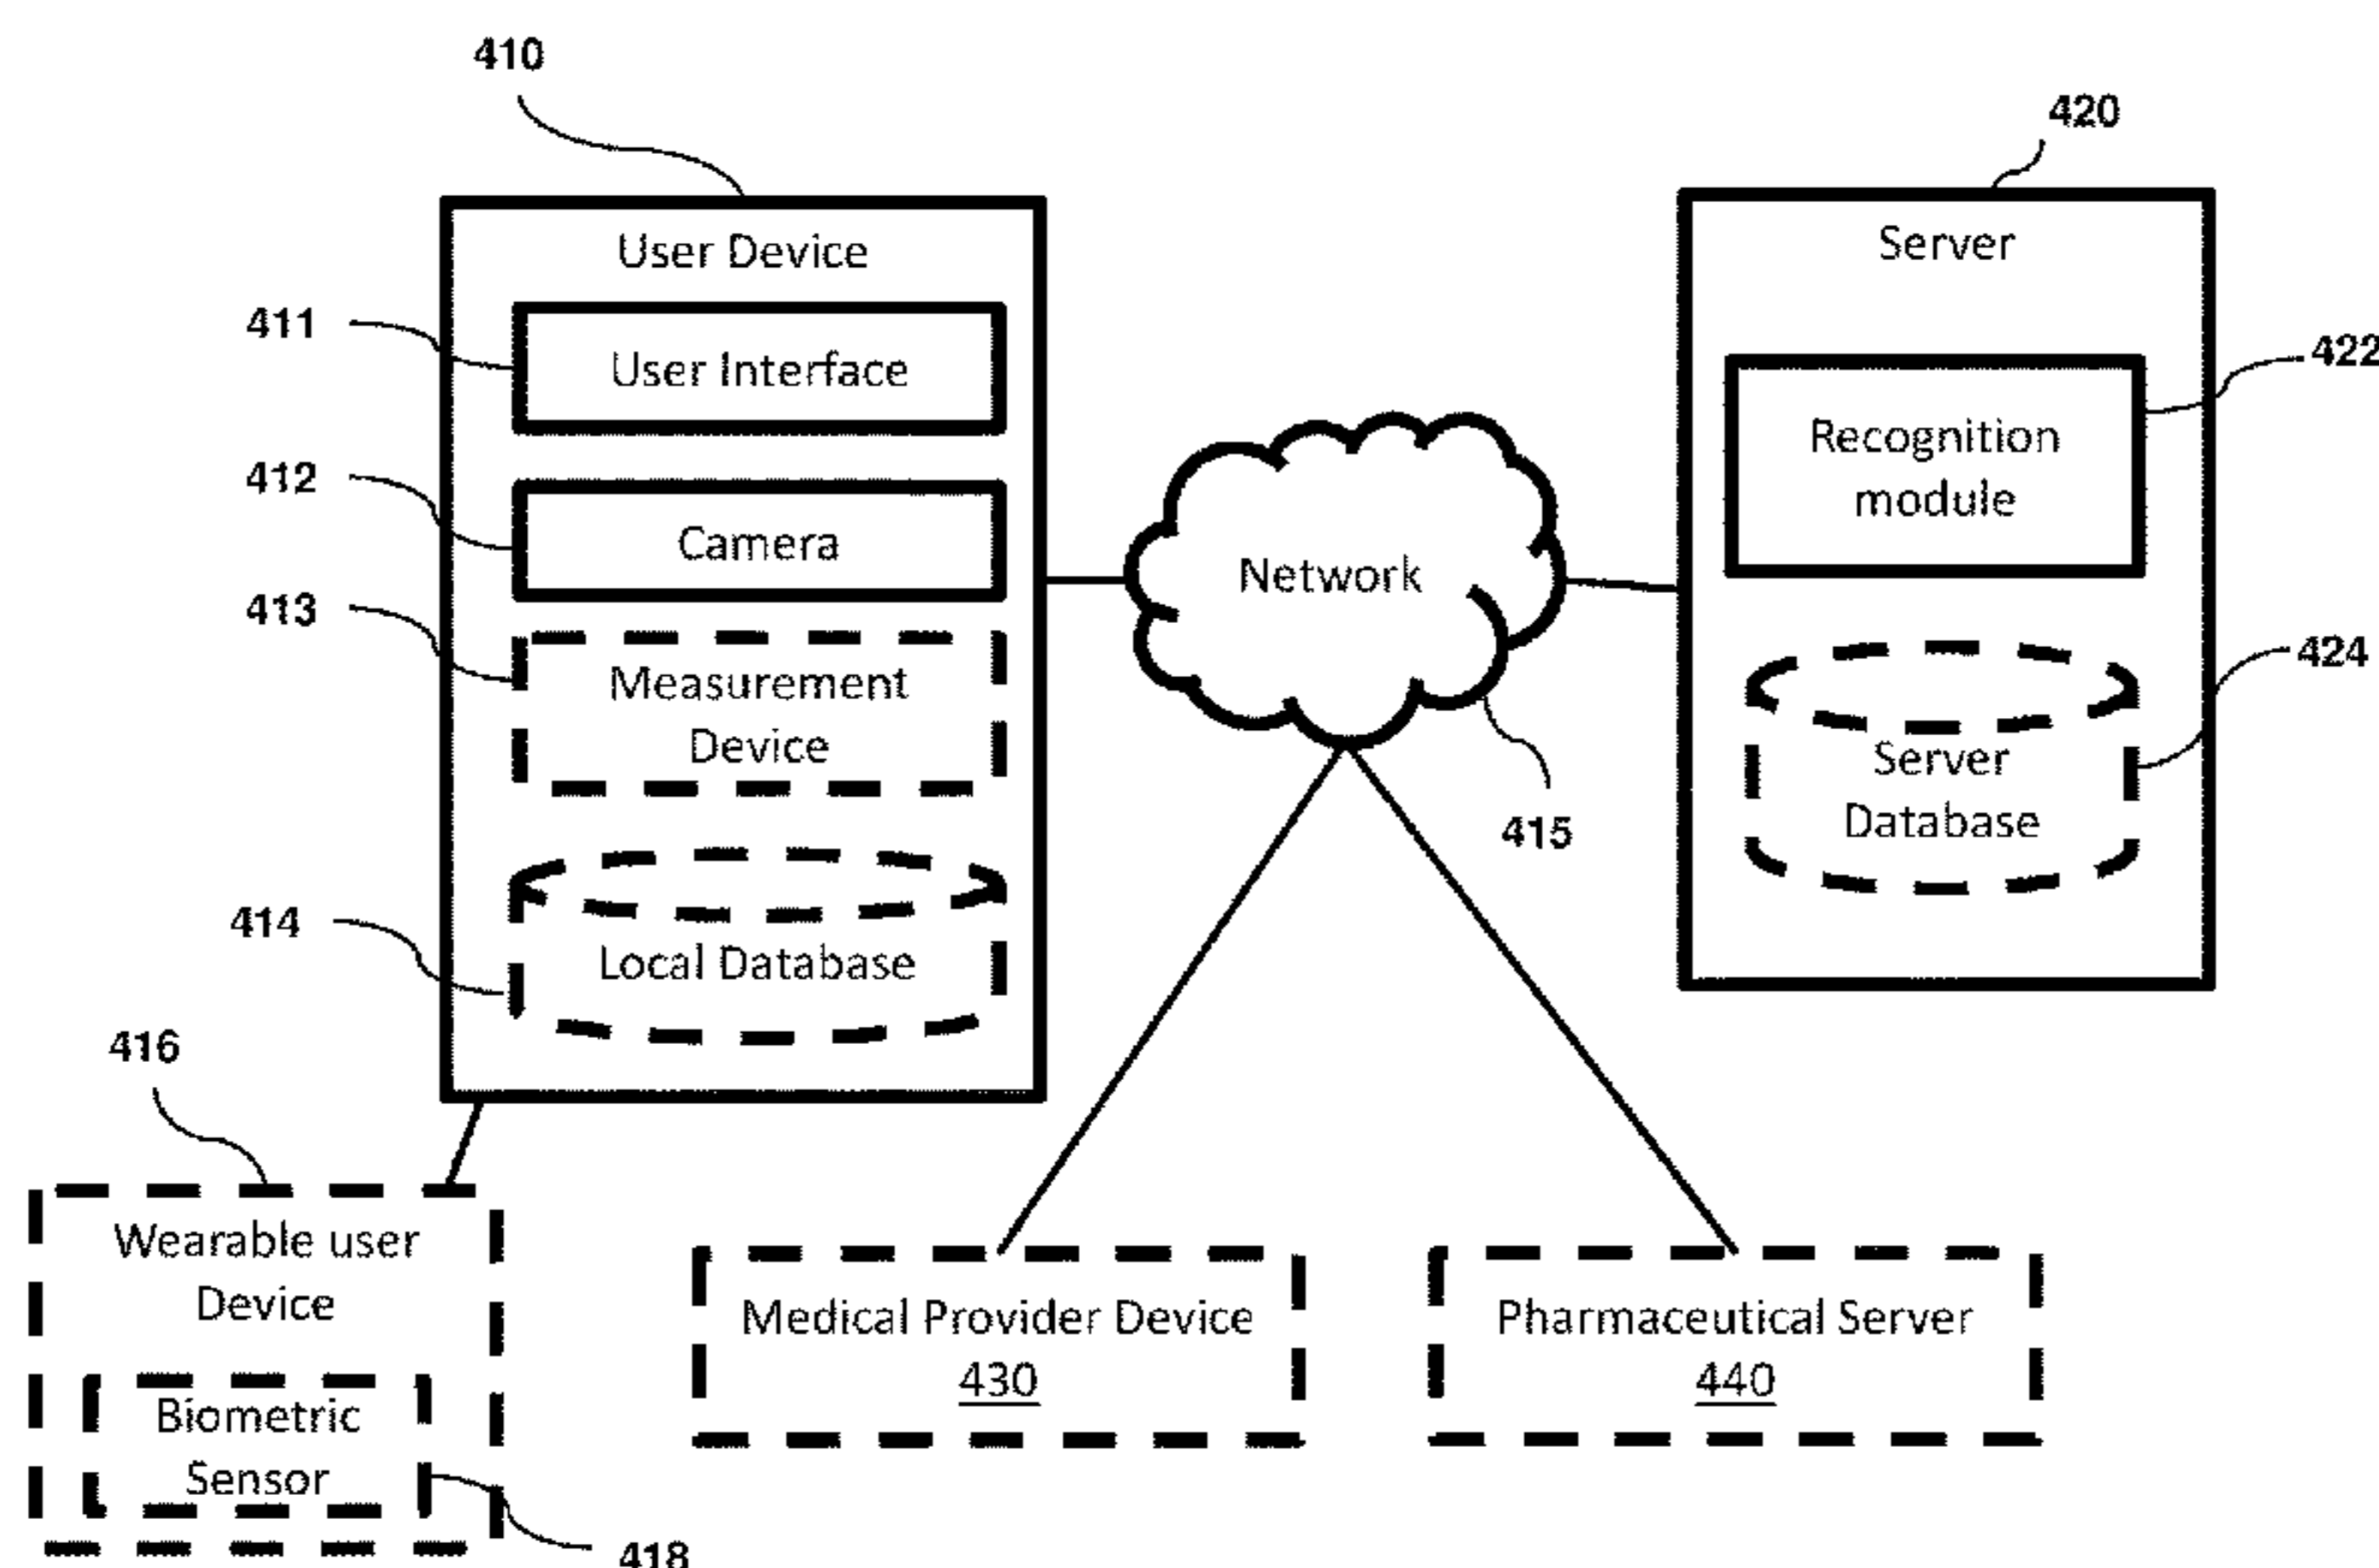 410
420
User Device
Server
411
User Interface
422
Recognition
module
412
Camera
Network
413
Measurement
Device
424
Server
Database
415
414
Local Database
416
Wearable user
Device
Medical Provider Device
430
Pharmaceutical Server
440
Biometric
Sensor
418